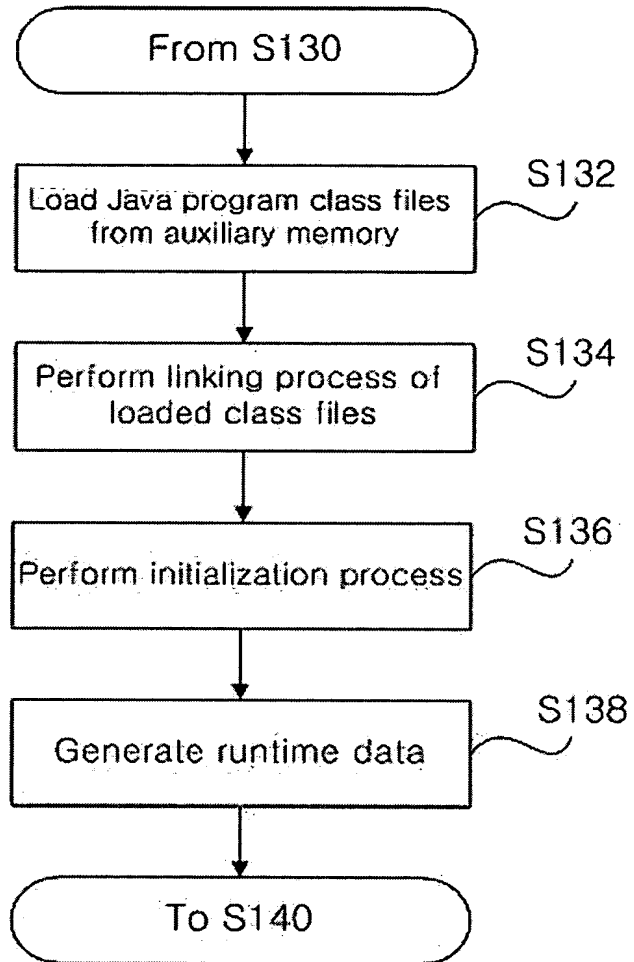 From S130
S132
Load Java program class files
from auxiliary memory
S134
Perform linking process of
loaded class files
S136
Perform initialization process
S138
Generate runtime data
To S140